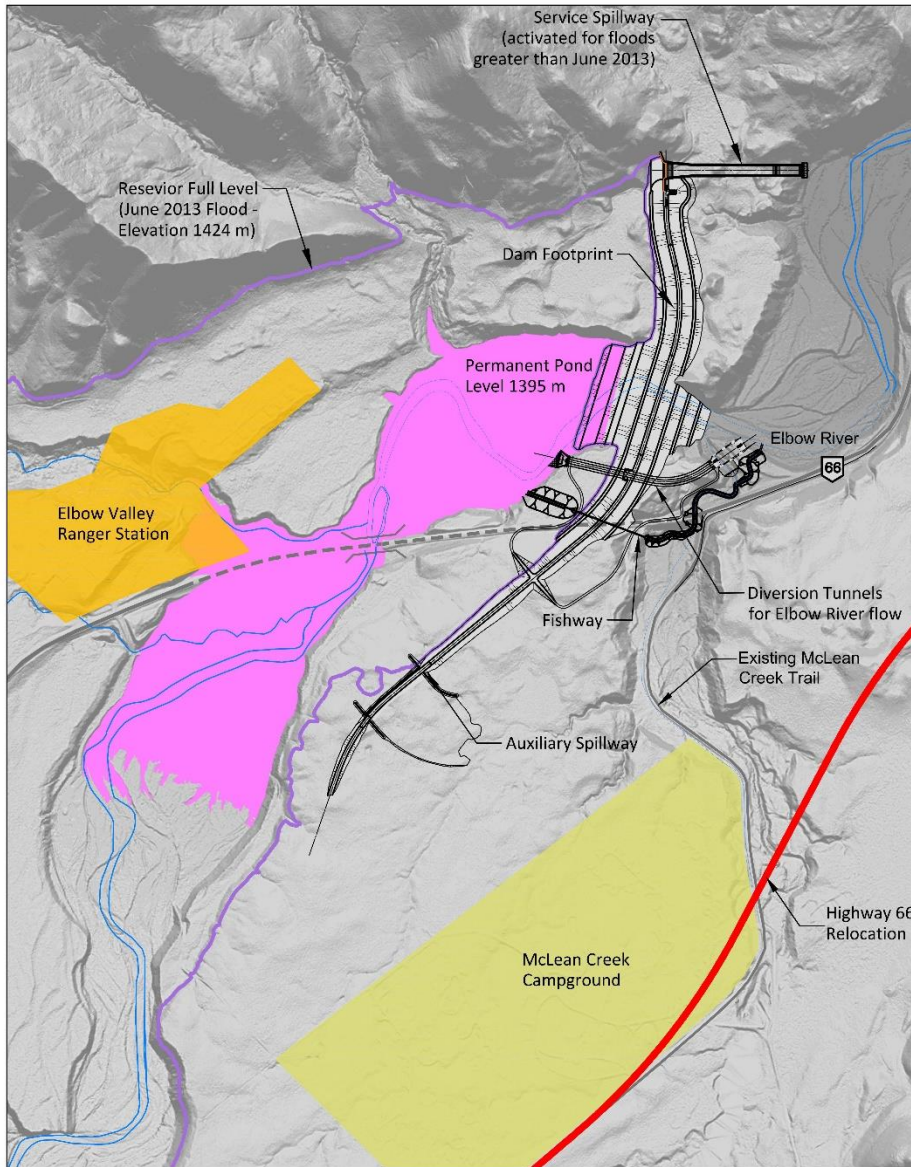 Service Spillway
(activated for floods
greater than June 2013)
Resevior Full Level
(June 2013 Flood -
Elevation 1424 m)
Dam Footprint
Permanent Pond
Level 1395 m
Elbow River
66
Elbow Valley
Ranger Station
Diversion Tunnels
for Elbow River flow
Fishway
Existing McLean
Creek Trail
Auxiliary Spillway
Highway 66
Relocation
McLean Creek
Campground